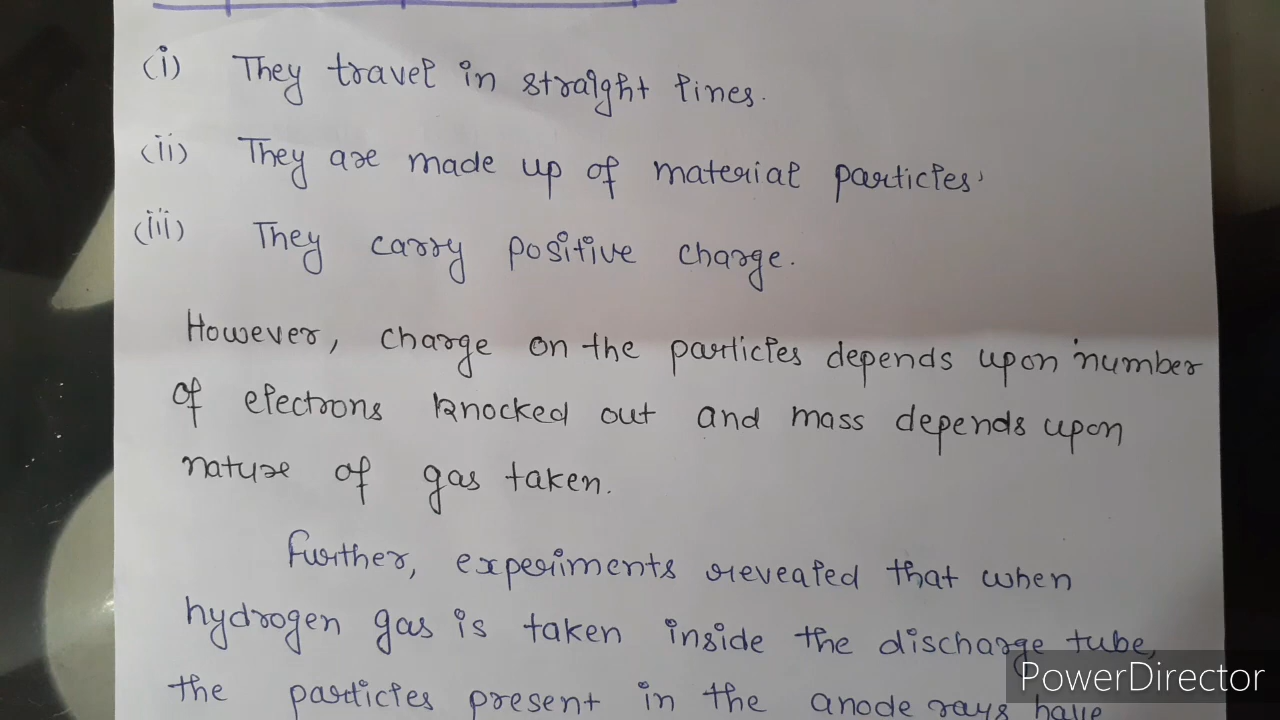 (i) They travel in straight lines.
(ii) They are made up of material particles.
(iii) They carry positive charge.
However, charge on the particles depends upon number
of electrons knocked out and mass depends upon
nature of gas taken.
Further, experiments revealed that when
hydrogen gas is taken inside the discharge tube,
the particles present in the anode rays have
PowerDirector